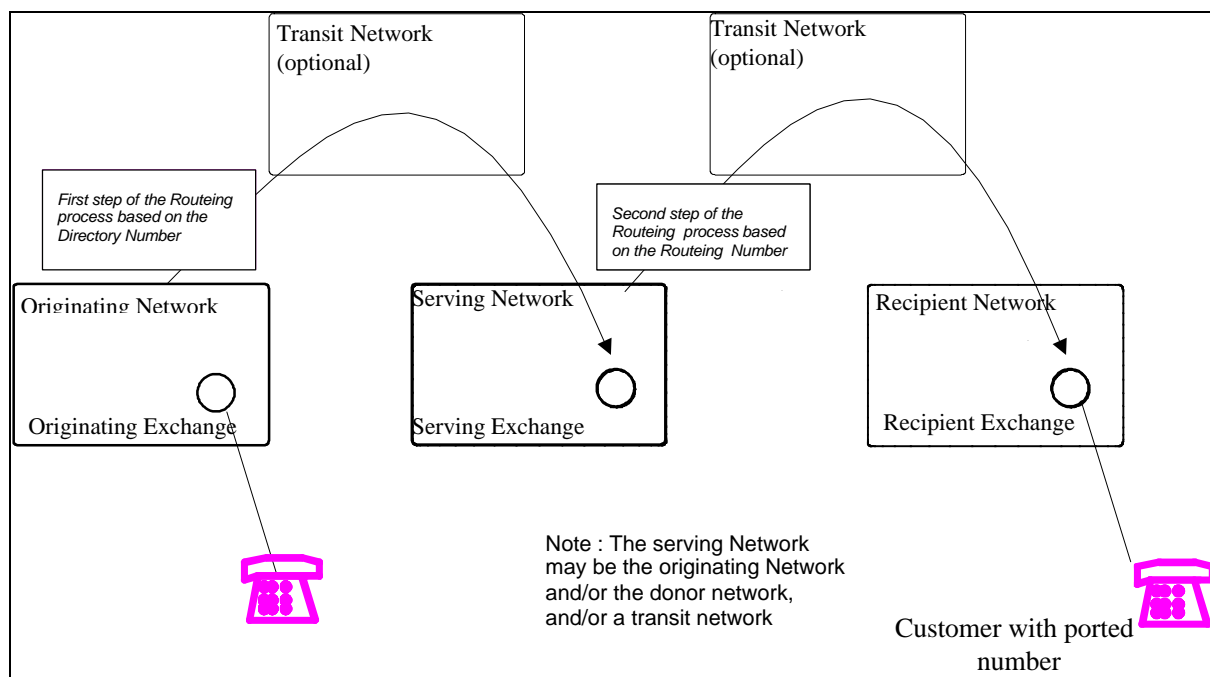 Transit Network
(optional)
Transit Network
(optional)
First step of the Routeing
process based on the
Directory Number
Second step of the
Routeing process based
on the Routeing Number
Originating Network
Originating Exchange
Serving Network
Serving Exchange
Recipient Network
Recipient Exchange
Note : The serving Network
may be the originating Network
and/or the donor network,
and/or a transit network
Customer with ported
number